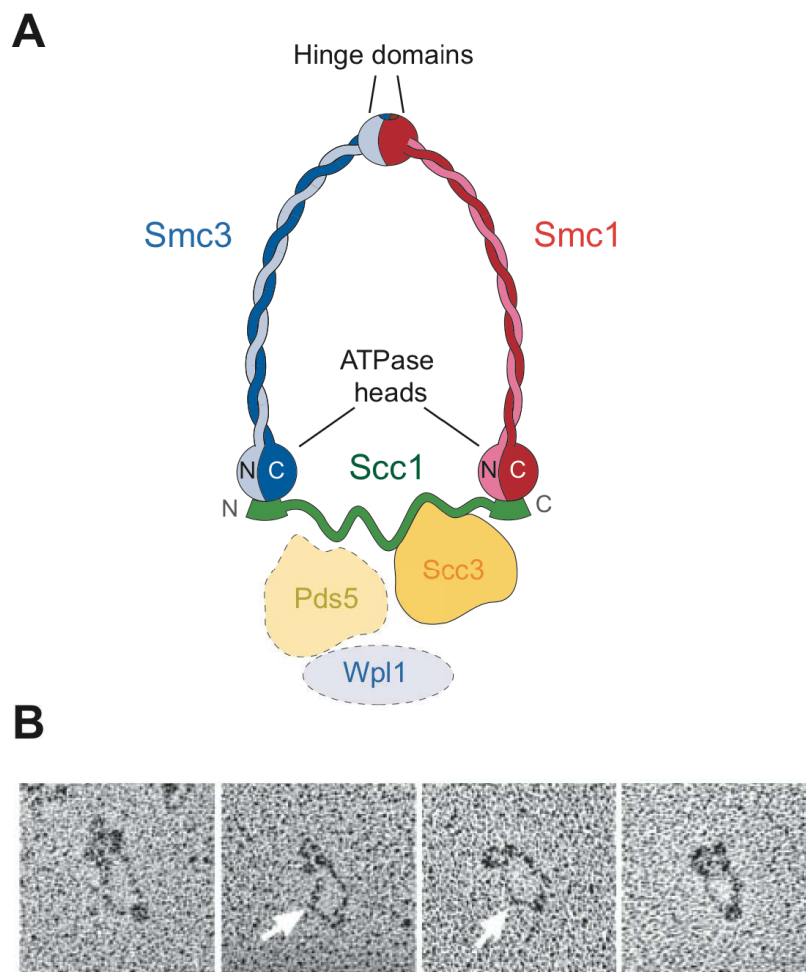 A
Hinge domains
Smc3
Smc1
ATPase
heads
N C
N C
Scc1
N
C
Scc3
Pds5
Wpl1
B